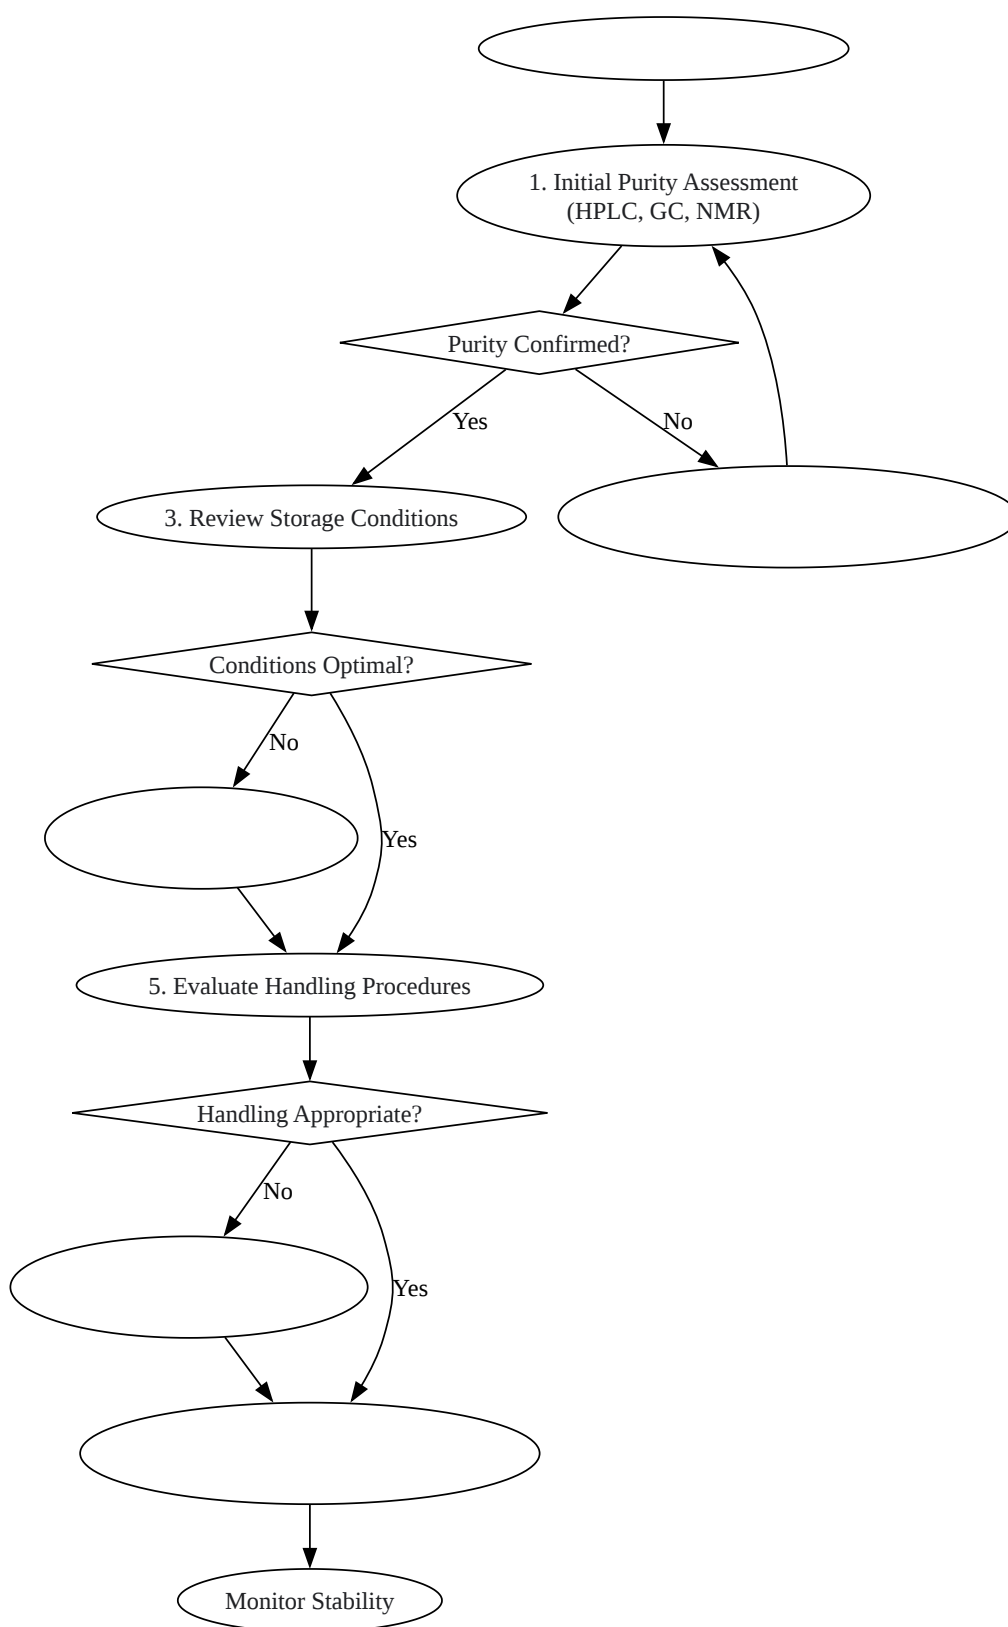 1. Initial Purity Assessment
(HPLC, GC, NMR)
Purity Confirmed?
Yes
No
3. Review Storage Conditions
Conditions Optimal?
No
Yes
5. Evaluate Handling Procedures
Handling Appropriate?
No
Yes
Monitor Stability